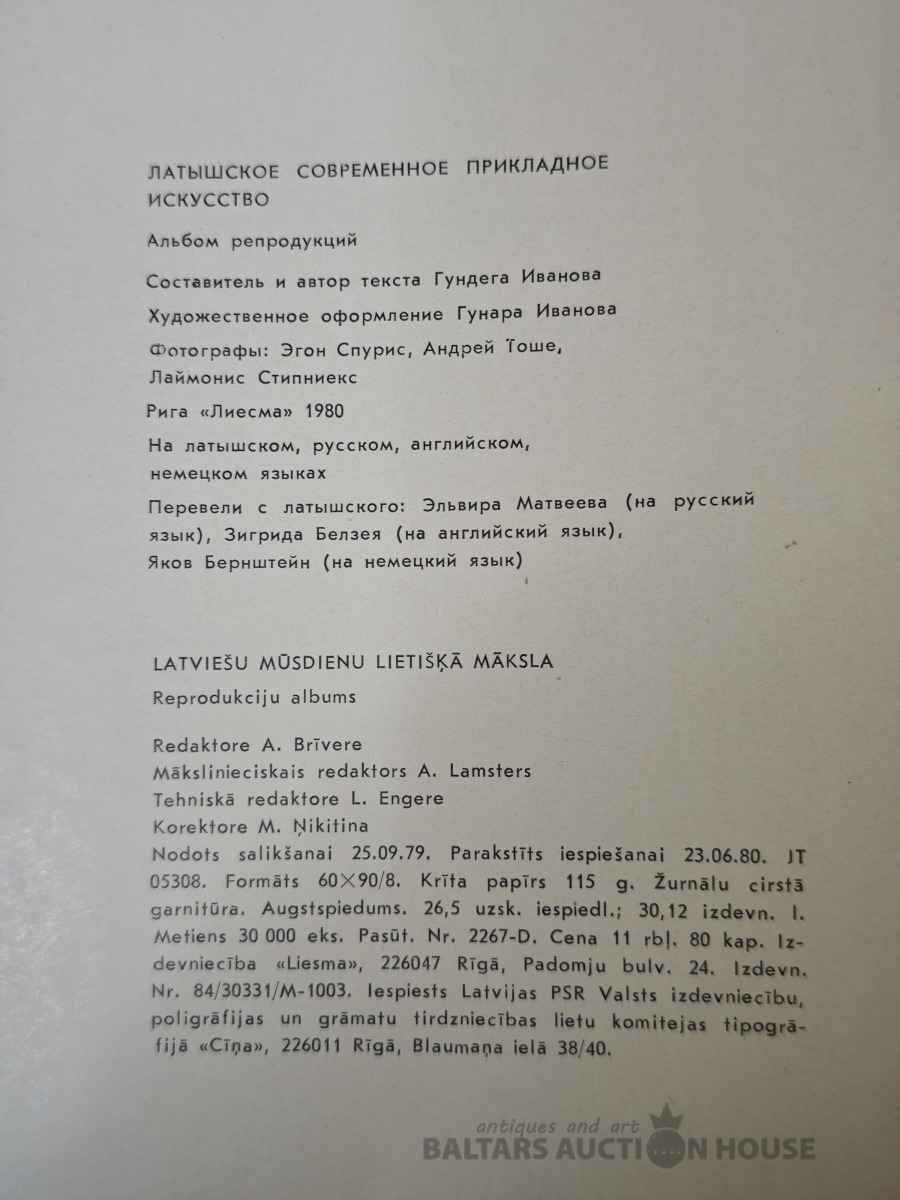 ЛАТЫШСКОЕ СОВРЕМЕННОЕ ПРИКЛАДНОЕ
ИСКУССТВО
Альбом репродукций
Составитель и автор текста Гундега Иванова
Художественное оформление Гунара Иванова
Фотографы: Эгон Спурис, Андрей Тоше,
Лаймонис Стипниекс
Рига «Лиесма» 1980
На латышском, русском, английском,
немецком языках
Перевели с латышского: Эльвира Матвеева (на русский
язык), Зигрида Белзея (на английский язык),
Яков Бернштейн (на немецкий язык)
LATVIEŠU MŪSDIENU LIETIŠĶĀ MĀKSLA
Reprodukciju albums
Redaktore A. Brīvere
Mākslinieciskais redaktors A. Lamsters
Tehniskā redaktore L. Engere
Korektore M. Ņikitina
Nodots salikšanai 25.09.79. Parakstīts iespiešanai 23.06.80. JT
05308. Formāts 60×90/8. Krīta papīrs 115 g. Žurnālu cirstā
garnitūra. Augstspiedums. 26,5 uzsk. iespiedl.; 30,12 izdevn. l.
Metiens 30 000 eks. Pasūt. Nr. 2267-D. Cena 11 rbļ. 80 kap. Iz-
devniecība «Liesma», 226047 Rīgā, Padomju bulv. 24. Izdevn.
Nr. 84/30331/M-1003. Iespiests Latvijas PSR Valsts izdevniecību,
poligrāfijas un grāmatu tirdzniecības lietu komitejas tipogrā-
fijā «Cīņa», 226011 Rīgā, Blaumaņa ielā 38/40.
antiques and art
BALTARS AUCTION HOUSE